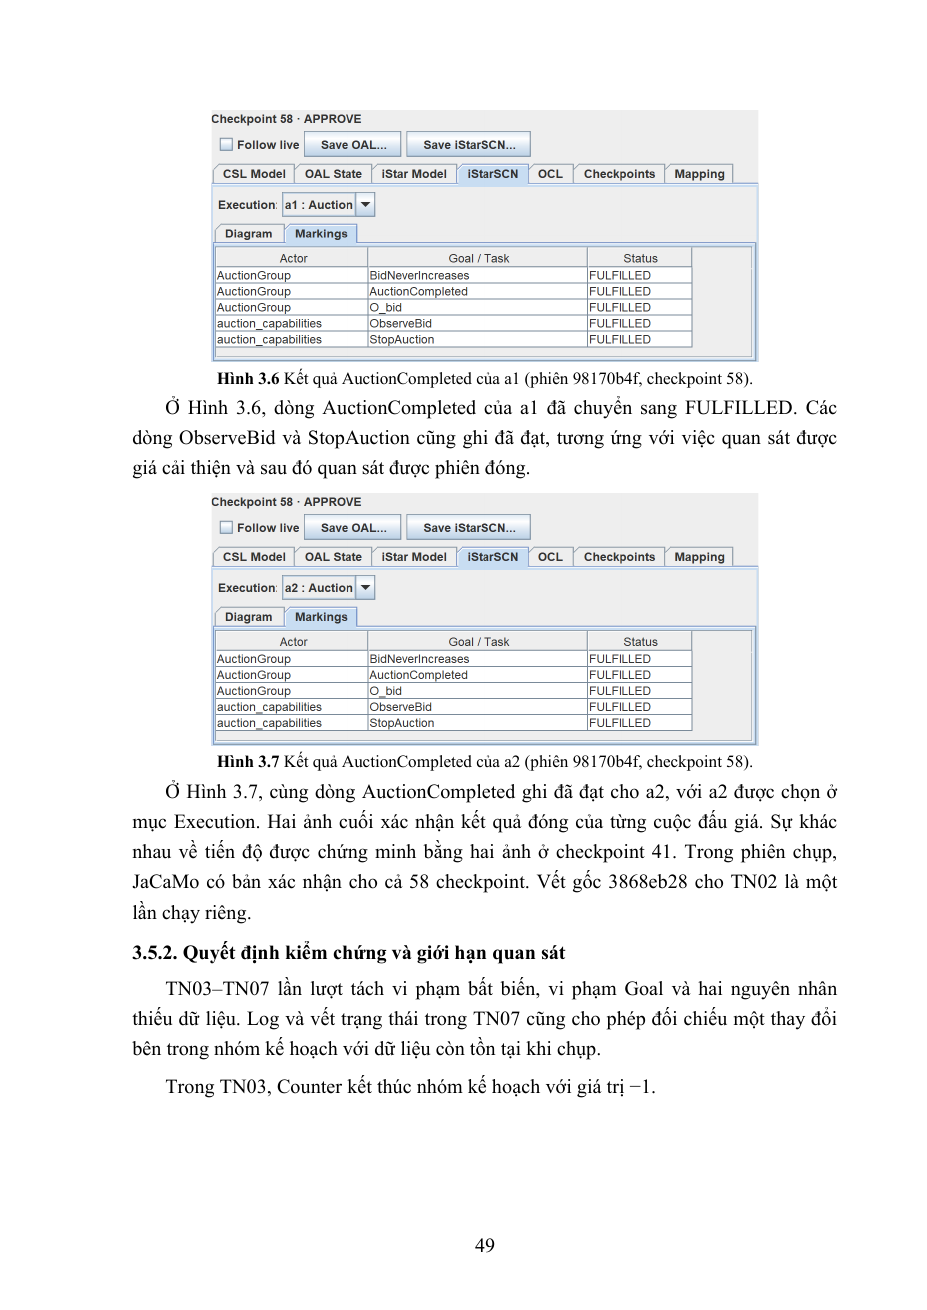 Checkpoint 58 · APPROVE
Follow live Save OAL... Save iStarSCN...
CSL Model OAL State iStar Model iStarSCN OCL Checkpoints Mapping
Execution: a1 : Auction
Diagram Markings
Actor Goal / Task Status
AuctionGroup BidNeverIncreases FULFILLED
AuctionGroup AuctionCompleted FULFILLED
AuctionGroup O_bid FULFILLED
auction_capabilities ObserveBid FULFILLED
auction_capabilities StopAuction FULFILLED
Hình 3.6 Kết quả AuctionCompleted của a1 (phiên 98170b4f, checkpoint 58).
Ở Hình 3.6, dòng AuctionCompleted của a1 đã chuyển sang FULFILLED. Các
dòng ObserveBid và StopAuction cũng ghi đã đạt, tương ứng với việc quan sát được
giá cải thiện và sau đó quan sát được phiên đóng.
Checkpoint 58 · APPROVE
Follow live Save OAL... Save iStarSCN...
CSL Model OAL State iStar Model iStarSCN OCL Checkpoints Mapping
Execution: a2 : Auction
Diagram Markings
Actor Goal / Task Status
AuctionGroup BidNeverIncreases FULFILLED
AuctionGroup AuctionCompleted FULFILLED
AuctionGroup O_bid FULFILLED
auction_capabilities ObserveBid FULFILLED
auction_capabilities StopAuction FULFILLED
Hình 3.7 Kết quả AuctionCompleted của a2 (phiên 98170b4f, checkpoint 58).
Ở Hình 3.7, cùng dòng AuctionCompleted ghi đã đạt cho a2, với a2 được chọn ở
mục Execution. Hai ảnh cuối xác nhận kết quả đóng của từng cuộc đấu giá. Sự khác
nhau về tiến độ được chứng minh bằng hai ảnh ở checkpoint 41. Trong phiên chụp,
JaCaMo có bản xác nhận cho cả 58 checkpoint. Vết gốc 3868eb28 cho TN02 là một
lần chạy riêng.
3.5.2. Quyết định kiểm chứng và giới hạn quan sát
TN03–TN07 lần lượt tách vi phạm bất biến, vi phạm Goal và hai nguyên nhân
thiếu dữ liệu. Log và vết trạng thái trong TN07 cũng cho phép đối chiếu một thay đổi
bên trong nhóm kế hoạch với dữ liệu còn tồn tại khi chụp.
Trong TN03, Counter kết thúc nhóm kế hoạch với giá trị −1.
49